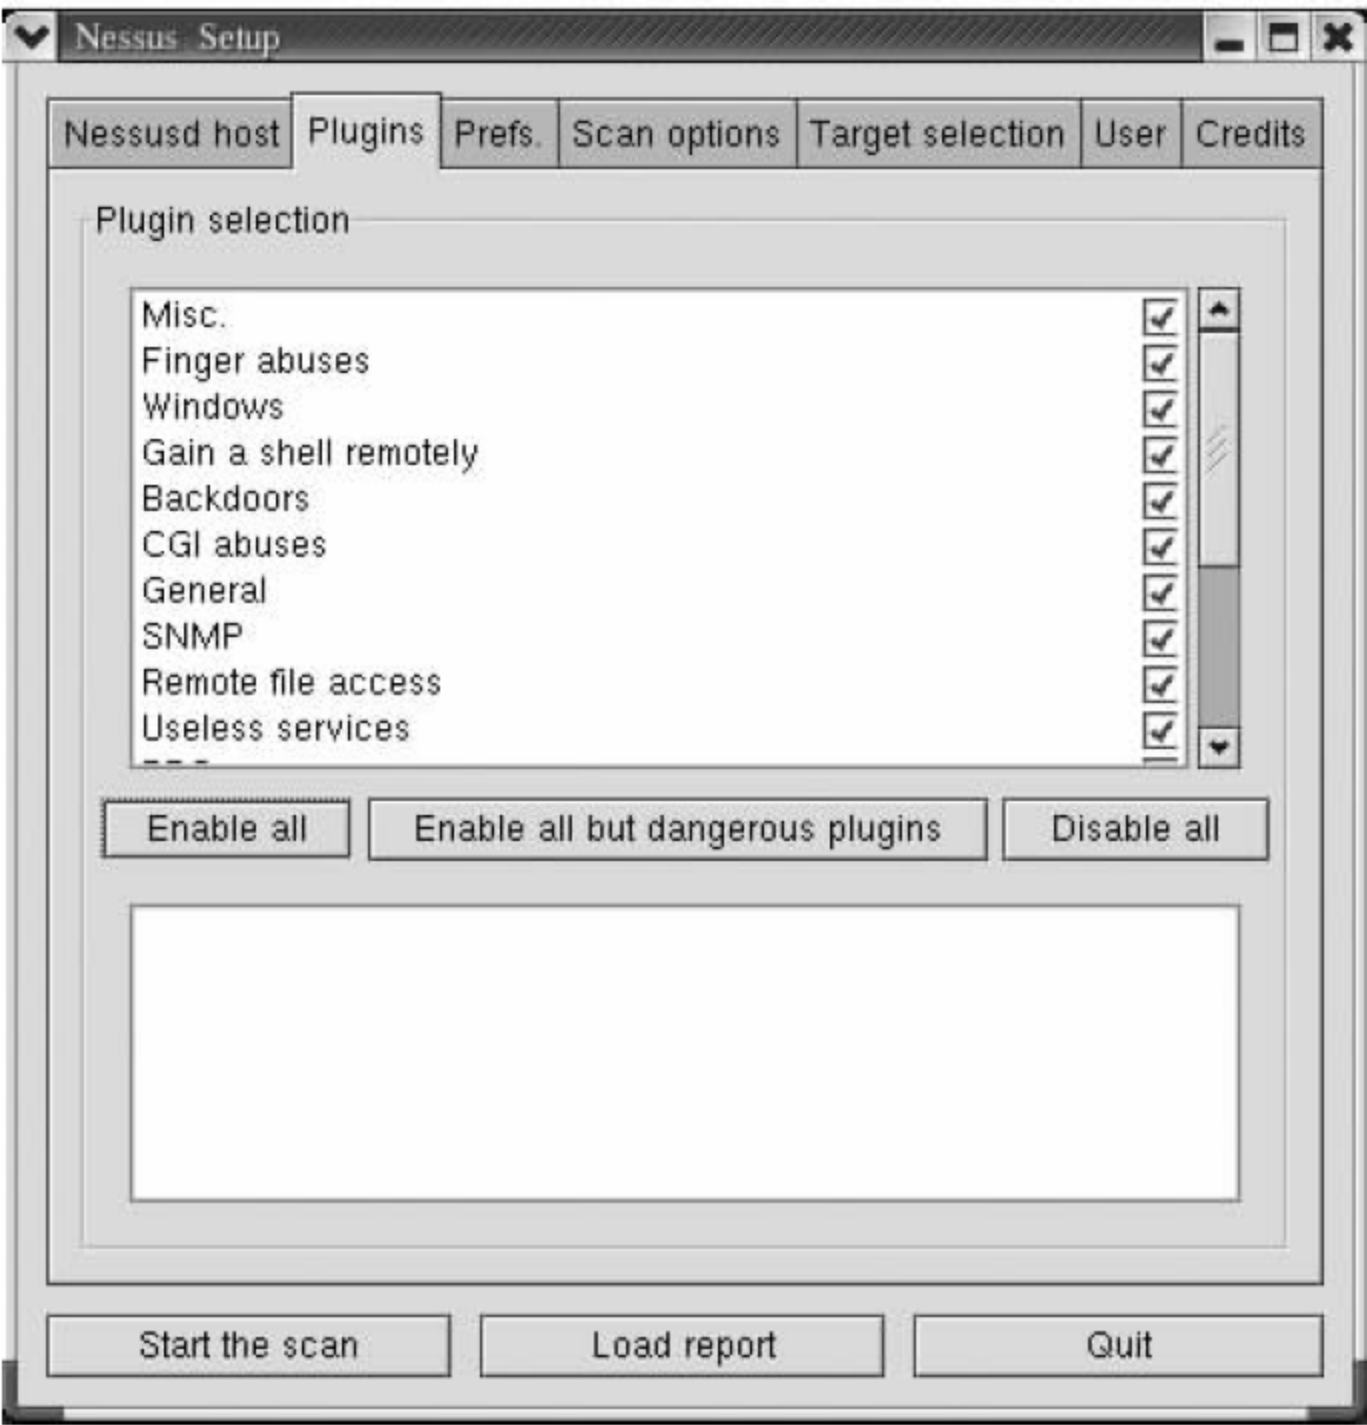 Nessus Setup
Nessusd host Plugins Prefs. Scan options Target selection User Credits
Plugin selection
Misc.
Finger abuses
Windows
Gain a shell remotely
Backdoors
CGI abuses
General
SNMP
Remote file access
Useless services
Enable all Enable all but dangerous plugins Disable all
Start the scan Load report Quit